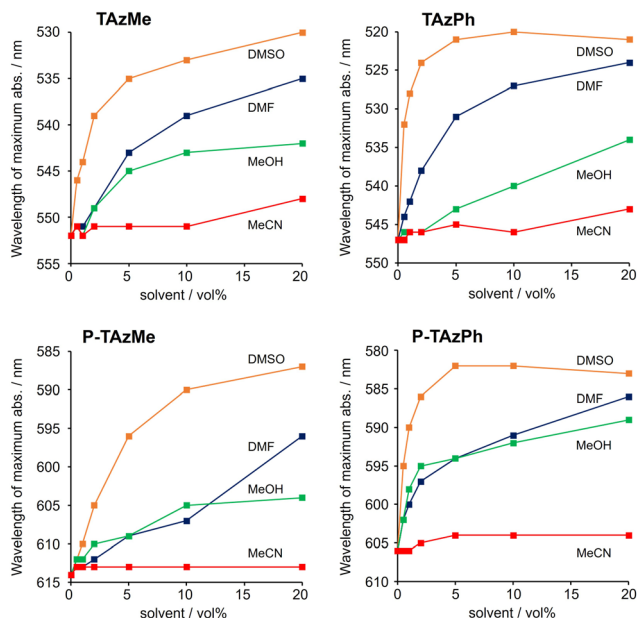 TAzMe
Wavelength of maximum abs. / nm
530
535
540
545
550
555
0
5
10
15
20
solvent / vol%
DMSO
DMF
MeOH
MeCN
TAzPh
Wavelength of maximum abs. / nm
520
525
530
535
540
545
550
0
5
10
15
20
solvent / vol%
DMSO
DMF
MeOH
MeCN
P-TAzMe
Wavelength of maximum abs. / nm
585
590
595
600
605
610
615
0
5
10
15
20
solvent / vol%
DMSO
DMF
MeOH
MeCN
P-TAzPh
Wavelength of maximum abs. / nm
580
585
590
595
600
605
610
0
5
10
15
20
solvent / vol%
DMSO
DMF
MeOH
MeCN